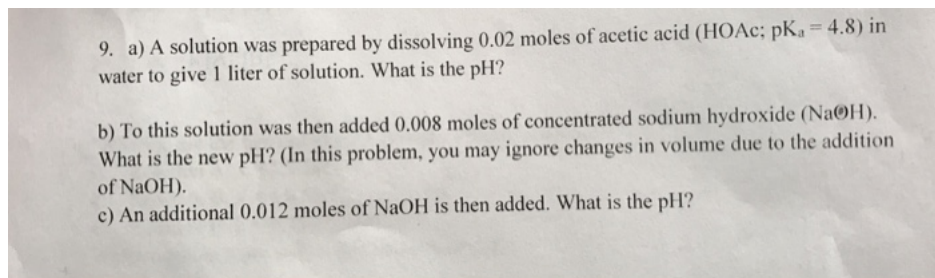 9. a) A solution was prepared by dissolving 0.02 moles of acetic acid (HOAc; pKₐ = 4.8) in
water to give 1 liter of solution. What is the pH?
b) To this solution was then added 0.008 moles of concentrated sodium hydroxide (NaOH).
What is the new pH? (In this problem, you may ignore changes in volume due to the addition
of NaOH).
c) An additional 0.012 moles of NaOH is then added. What is the pH?